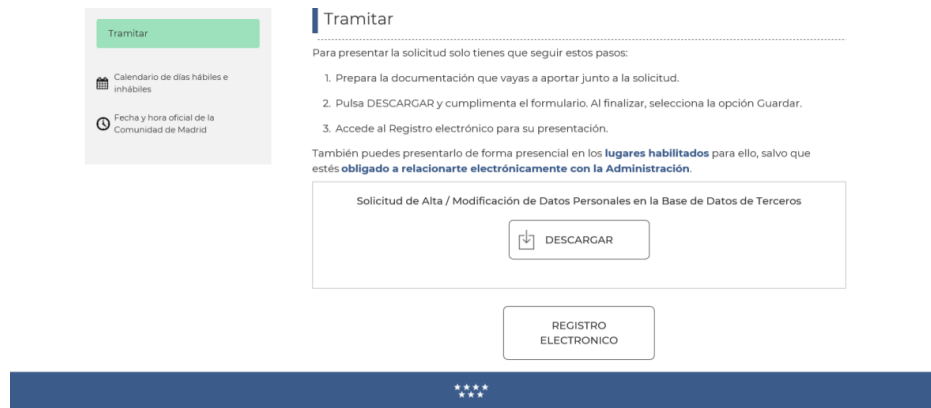 Tramitar
Calendario de días hábiles e
inhábiles
Fecha y hora oficial de la
Comunidad de Madrid
Tramitar
Para presentar la solicitud solo tienes que seguir estos pasos:
1. Prepara la documentación que vayas a aportar junto a la solicitud.
2. Pulsa DESCARGAR y cumplimenta el formulario. Al finalizar, selecciona la opción Guardar.
3. Accede al Registro electrónico para su presentación.
También puedes presentarlo de forma presencial en los lugares habilitados para ello, salvo que
estés obligado a relacionarte electrónicamente con la Administración.
Solicitud de Alta / Modificación de Datos Personales en la Base de Datos de Terceros
DESCARGAR
REGISTRO
ELECTRONICO